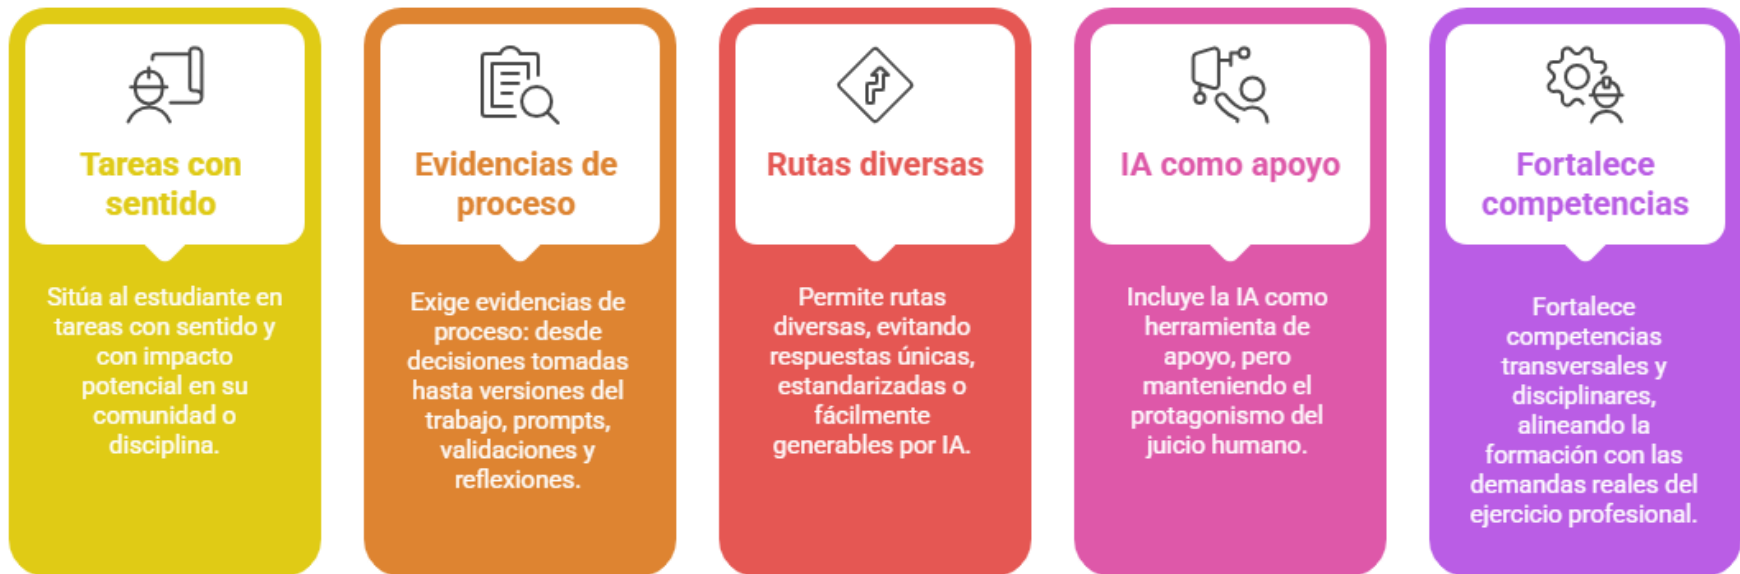 Tareas con
sentido
Sitúa al estudiante en
tareas con sentido y
con impacto
potencial en su
comunidad o
disciplina.
Evidencias de
proceso
Exige evidencias de
proceso: desde
decisiones tomadas
hasta versiones del
trabajo, prompts,
validaciones y
reflexiones.
Rutas diversas
Permite rutas
diversas, evitando
respuestas únicas,
estandarizadas o
fácilmente
generables por IA.
IA como apoyo
Incluye la IA como
herramienta de
apoyo, pero
manteniendo el
protagonismo del
juicio humano.
Fortalece
competencias
Fortalece
competencias
transversales y
disciplinares,
alineando la
formación con las
demandas reales del
ejercicio profesional.